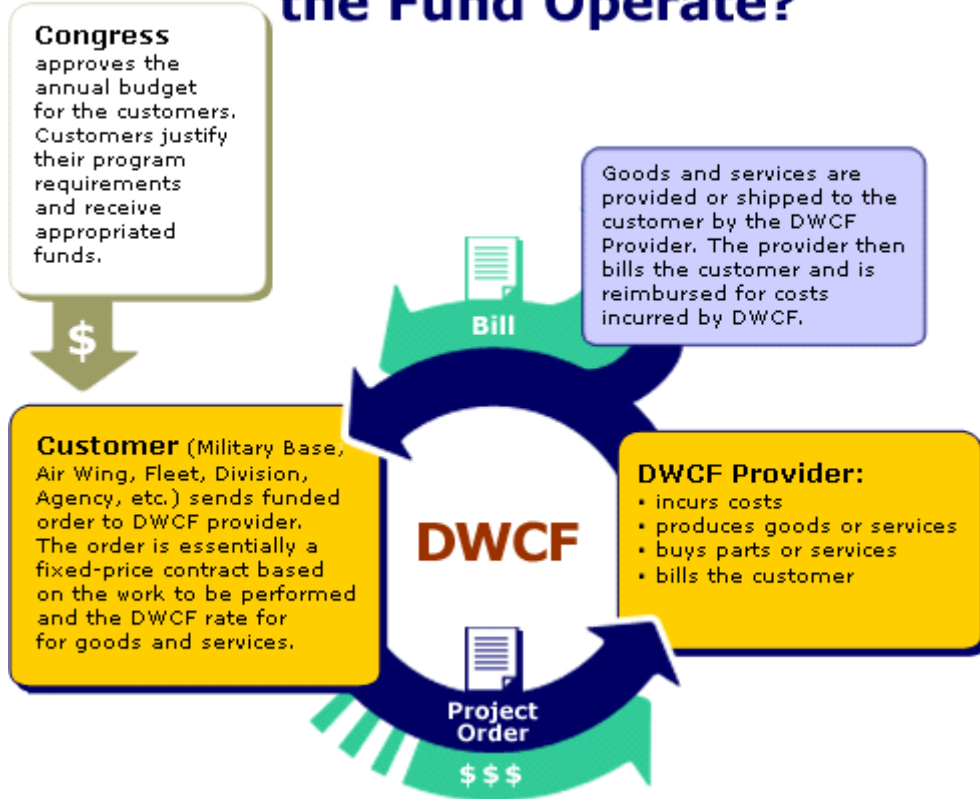 the Fund Operate?
Congress
approves the
annual budget
for the customers.
Customers justify
their program
requirements
and receive
appropriated
funds.
$
Goods and services are
provided or shipped to the
customer by the DWCF
Provider. The provider then
bills the customer and is
reimbursed for costs
incurred by DWCF.
Bill
Customer (Military Base,
Air Wing, Fleet, Division,
Agency, etc.) sends funded
order to DWCF provider.
The order is essentially a
fixed-price contract based
on the work to be performed
and the DWCF rate for
for goods and services.
DWCF
DWCF Provider:
▪ incurs costs
▪ produces goods or services
▪ buys parts or services
▪ bills the customer
Project
Order
$$$